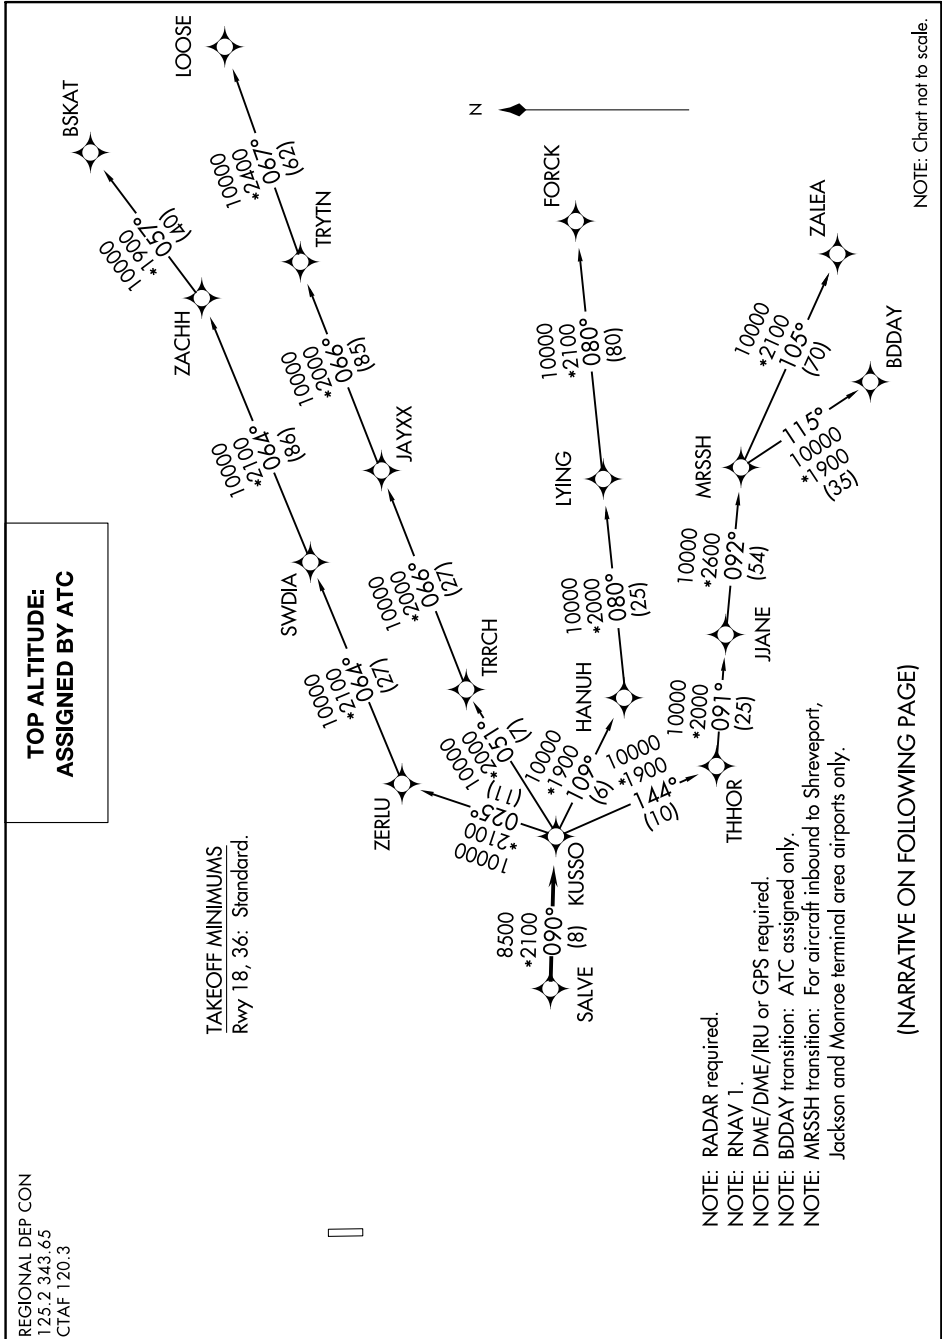 REGIONAL DEP CON
125.2 343.65
CTAF 120.3
TOP ALTITUDE:
ASSIGNED BY ATC
TAKEOFF MINIMUMS
Rwy 18, 36: Standard.
BSKAT
LOOSE
10000
*1900
057°
(40)
ZACHH
10000
*2400
067°
(62)
TRYTN
10000
*2100
064°
(86)
SWDIA
10000
*2000
066°
(85)
JAYXX
10000
*2100
064°
(27)
ZERLU
10000
*2000
066°
(27)
TRRCH
N
10000
*2100
025°
(11)
10000
*2000
051°
(7)
8500
*2100
090°
(8)
SALVE
KUSSO
10000
*1900
109°
(6)
HANUH
10000
*2000
080°
(25)
LYING
10000
*2100
080°
(80)
FORCK
10000
*1900
144°
(10)
THHOR
10000
*2000
091°
(25)
JJANE
10000
*2600
092°
(54)
MRSSH
10000
*2100
105°
(70)
ZALEA
115°
10000
*1900
(35)
BDDAY
NOTE: RADAR required.
NOTE: RNAV 1.
NOTE: DME/DME/IRU or GPS required.
NOTE: BDDAY transition: ATC assigned only.
NOTE: MRSSH transition: For aircraft inbound to Shreveport,
Jackson and Monroe terminal area airports only.
(NARRATIVE ON FOLLOWING PAGE)
NOTE: Chart not to scale.